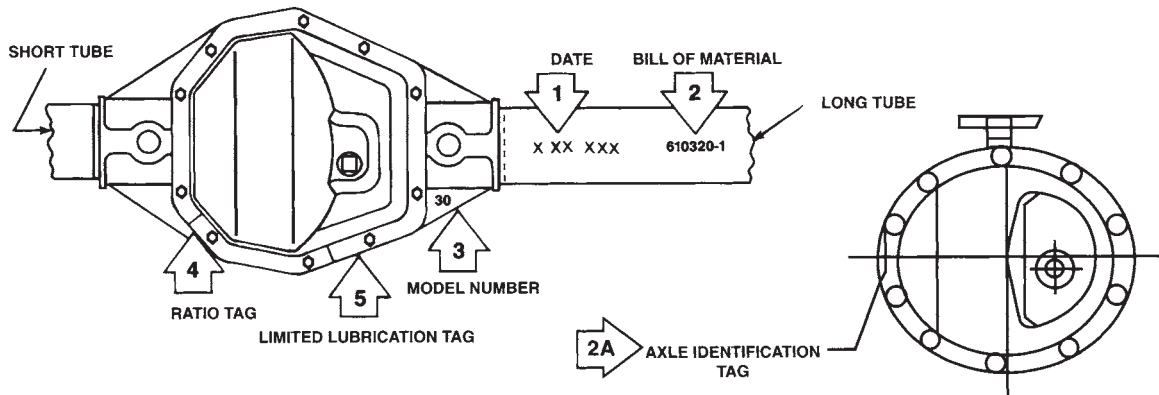 SHORT TUBE
DATE
BILL OF MATERIAL
1
2
LONG TUBE
X XX XXX
610320-1
30
3
MODEL NUMBER
4
RATIO TAG
5
LIMITED LUBRICATION TAG
2A
AXLE IDENTIFICATION
TAG